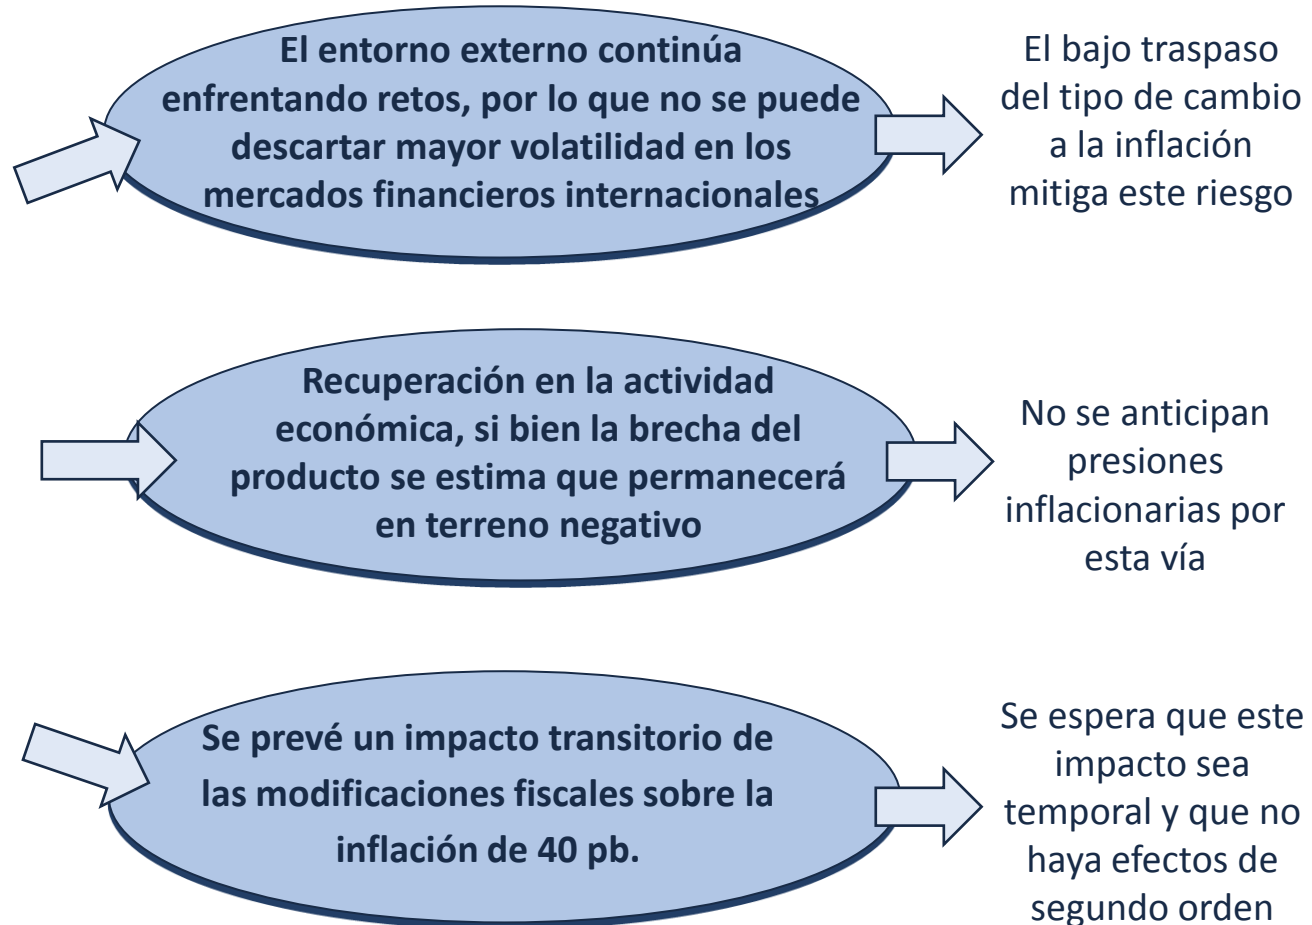 El entorno externo continúa
enfrentando retos, por lo que no se puede
descartar mayor volatilidad en los
mercados financieros internacionales
El bajo traspaso
del tipo de cambio
a la inflación
mitiga este riesgo
Recuperación en la actividad
económica, si bien la brecha del
producto se estima que permanecerá
en terreno negativo
No se anticipan
presiones
inflacionarias por
esta vía
Se prevé un impacto transitorio de
las modificaciones fiscales sobre la
inflación de 40 pb.
Se espera que este
impacto sea
temporal y que no
haya efectos de
segundo orden